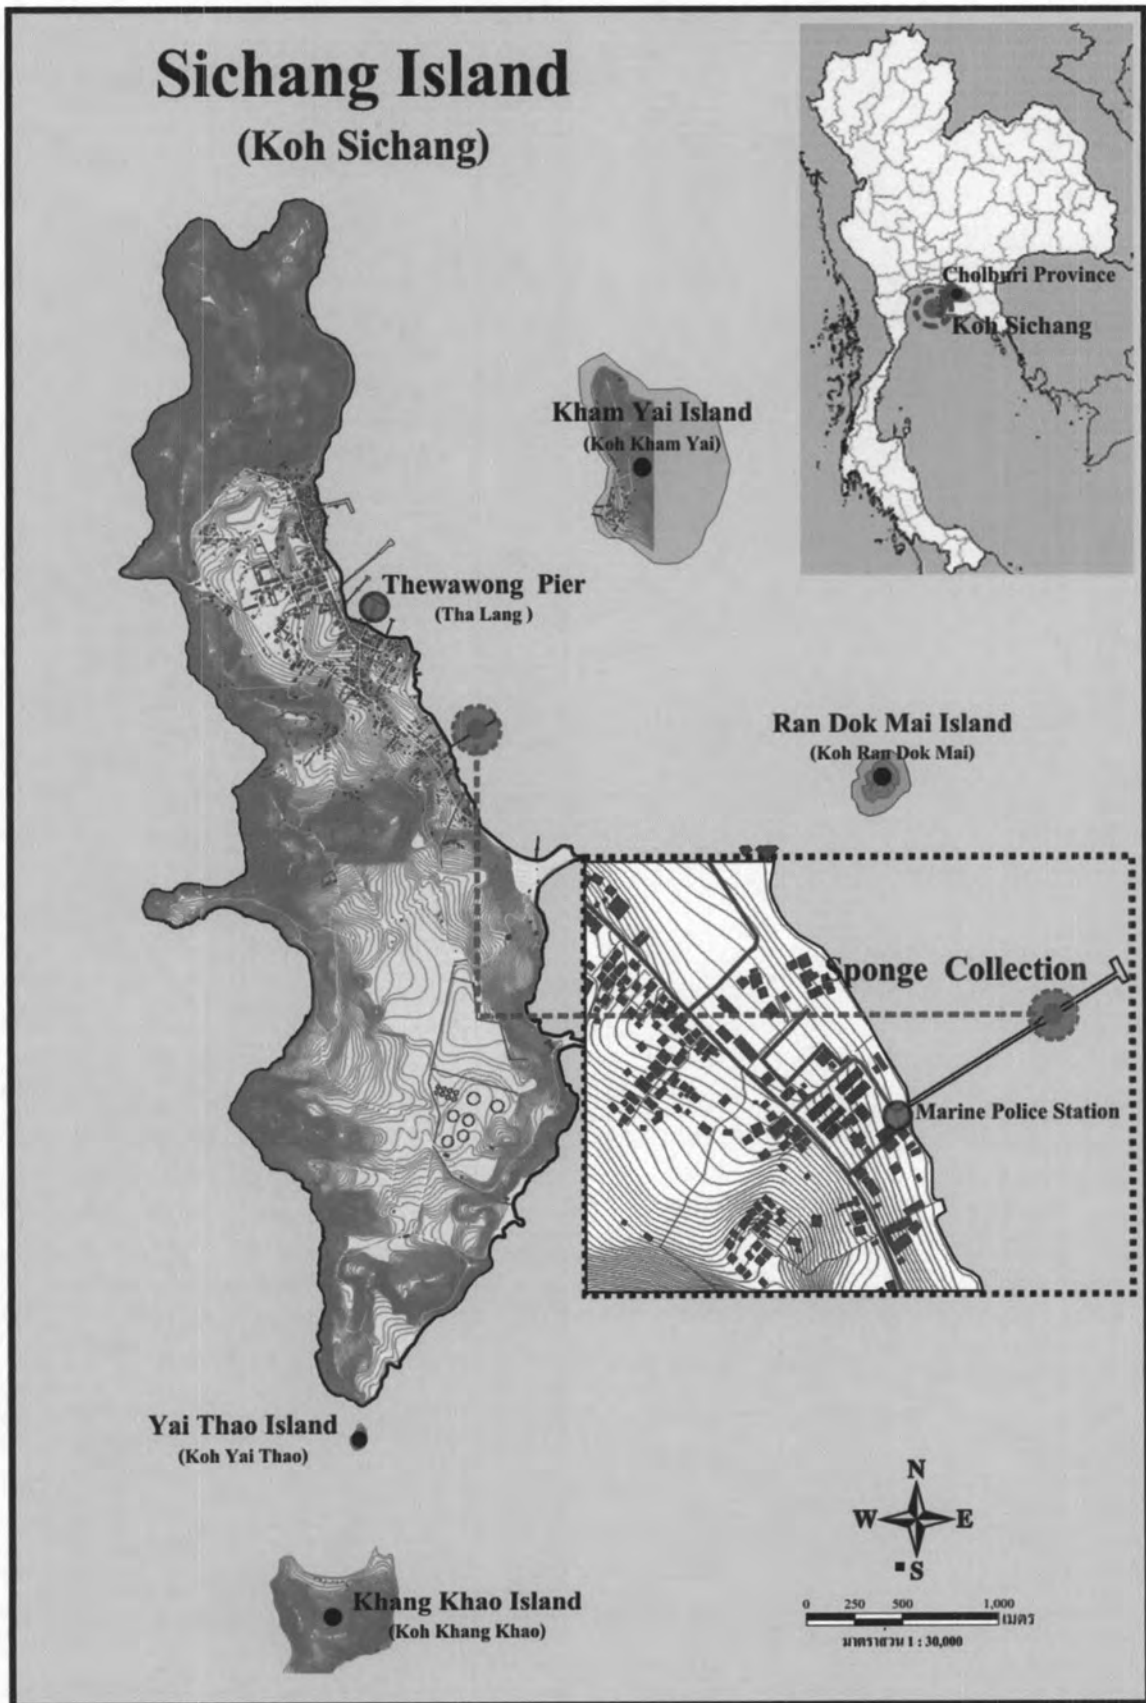 Sichang Island
(Koh Sichang)
Cholburi Province
Koh Sichang
Kham Yai Island
(Koh Kham Yai)
Thewawong Pier
(Tha Lang )
Ran Dok Mai Island
(Koh Ran Dok Mai)
Sponge Collection
Marine Police Station
Yai Thao Island
(Koh Yai Thao)
N
W E
S
Khang Khao Island
(Koh Khang Khao)
0 250 500 1,000
เมตร
มาตราส่วน 1 : 30,000